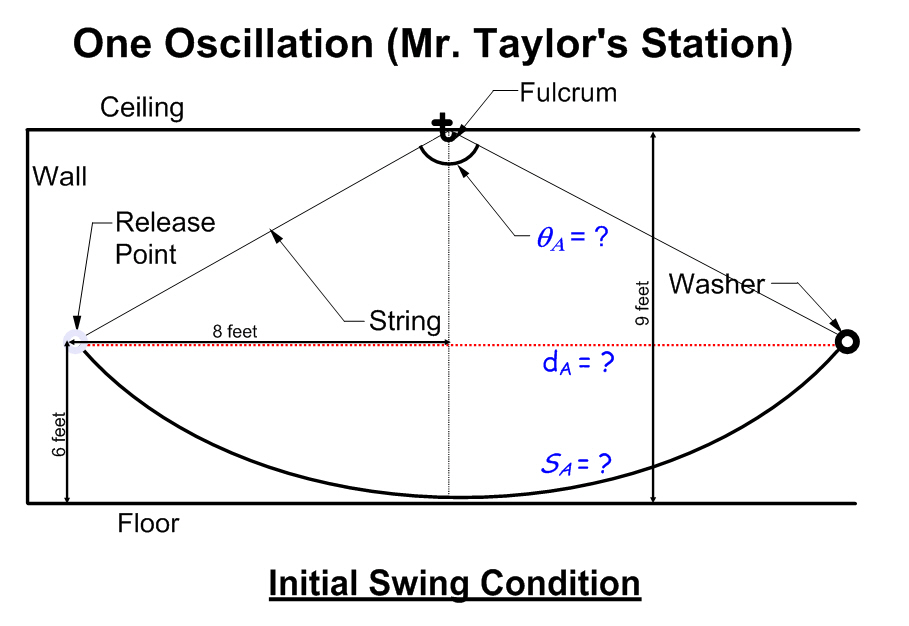 One Oscillation (Mr. Taylor's Station)
Fulcrum
Ceiling
Wall
Release
Point
θA = ?
Washer
9 feet
String
8 feet
dA = ?
6 feet
SA = ?
Floor
Initial Swing Condition